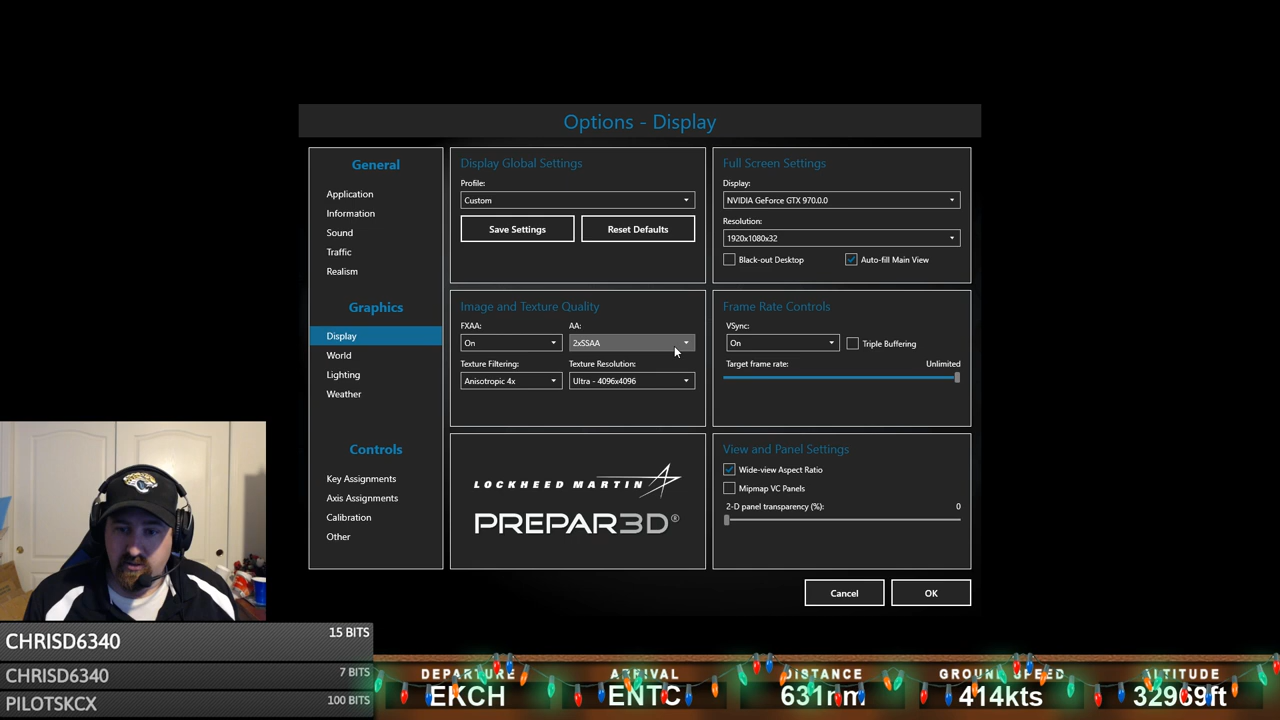 Options - Display
General
Application
Information
Sound
Traffic
Realism
Graphics
Display
World
Lighting
Weather
Controls
Key Assignments
Axis Assignments
Calibration
Other
Display Global Settings
Profile:
Custom
Save Settings
Reset Defaults
Full Screen Settings
Display:
NVIDIA GeForce GTX 970.0.0
Resolution:
1920x1080x32
Black-out Desktop
Auto-fill Main View
Image and Texture Quality
FXAA:
AA:
On
2xSSAA
Texture Filtering:
Texture Resolution:
Anisotropic 4x
Ultra - 4096x4096
Frame Rate Controls
VSync:
On
Triple Buffering
Target frame rate:
Unlimited
LOCKHEED MARTIN
PREPAR3D®
View and Panel Settings
Wide-view Aspect Ratio
Mipmap VC Panels
2-D panel transparency (%):
0
Cancel
OK
CHRISD6340
15 BITS
CHRISD6340
7 BITS
PILOTSKCX
100 BITS
DEPARTURE
EKCH
ARRIVAL
ENTC
DISTANCE
631nm
GROUND SPEED
414kts
ALTITUDE
32969ft